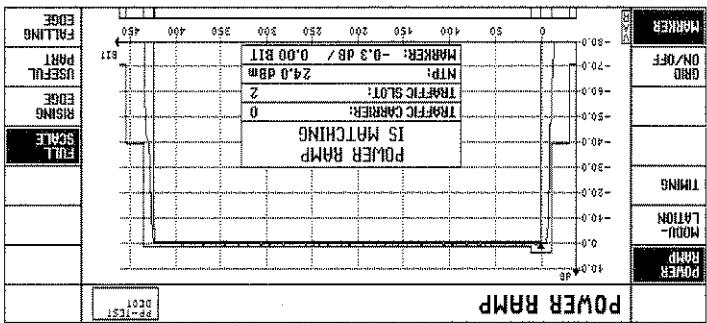 POWER RAMP
PP-TEST
DECT
POWER
RAMP
MODU-
LATION
TIMING
GRID
ON/OFF
MARKER
dB
10.0
0.0
-10.0
-20.0
-30.0
-40.0
-50.0
-60.0
-70.0
-80.0
POWER RAMP
IS MATCHING
TRAFFIC CARRIER: 0
TRAFFIC SLOT: 2
NTP: 24.0 dBm
MARKER: -0.3 dB / 0.00 BIT
BIT
0 50 100 150 200 250 300 350 400 450
FULL
SCALE
RISING
EDGE
USEFUL
PART
FALLING
EDGE